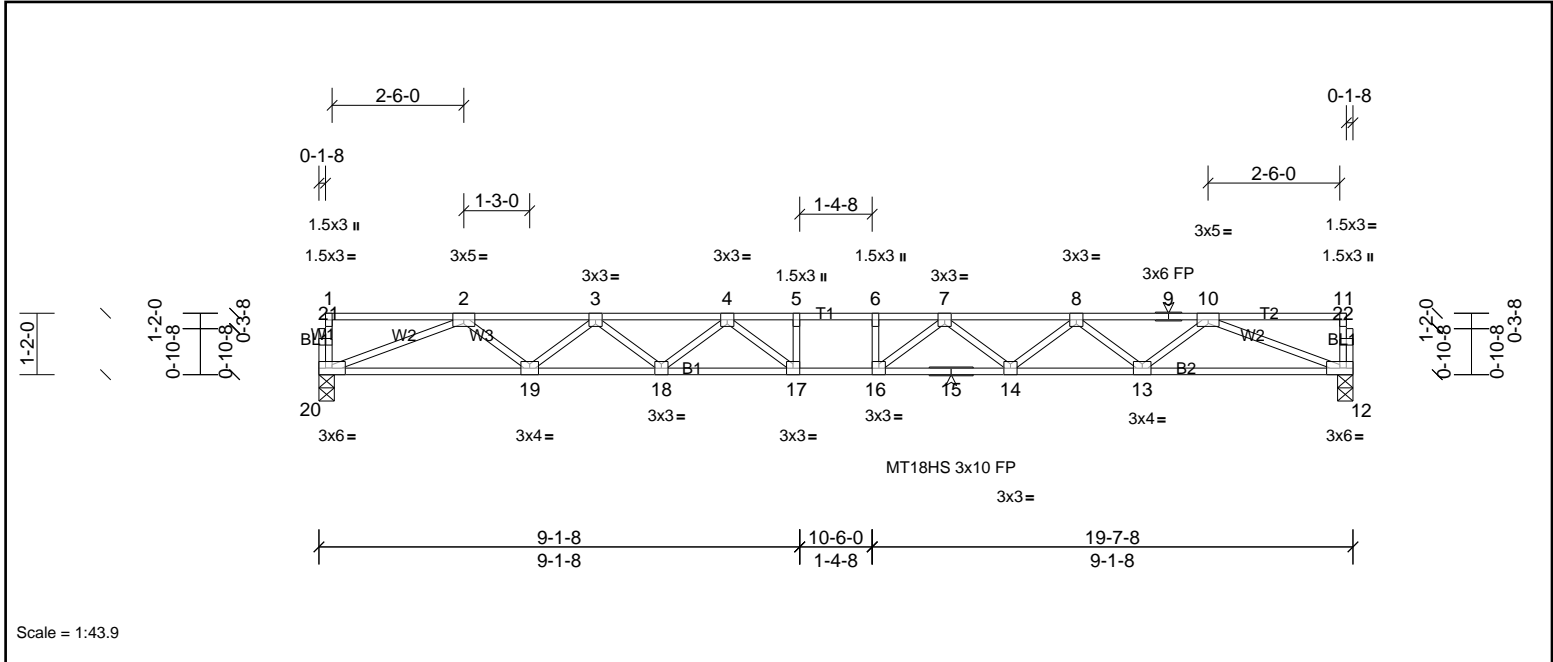 2-6-0
0-1-8
0-1-8
2-6-0
1-3-0
1-4-8
1.5x3 II
1.5x3 =
3x5 =
1.5x3 =
3x5 =
3x3 =
1.5x3 II
1.5x3 =
1.5x3 II
3x3 =
1.5x3 II
3x3 =
3x3 =
3x6 FP
1 2 3 4 5 6 7 8 9 10 11
21 T1 T2 22
W1 W2 W3 W2
BL1 BL1
1-2-0
1-2-0
0-10-8
0-10-8
0-3-8
1-2-0
0-10-8
0-10-8
0-3-8
B1 B2
19 18 17 16 15 14 13
20 12
3x3 =
3x3 =
3x4 =
3x6 =
3x4 =
3x3 =
3x6 =
MT18HS 3x10 FP
3x3 =
9-1-8 10-6-0 19-7-8
9-1-8 1-4-8 9-1-8
Scale = 1:43.9